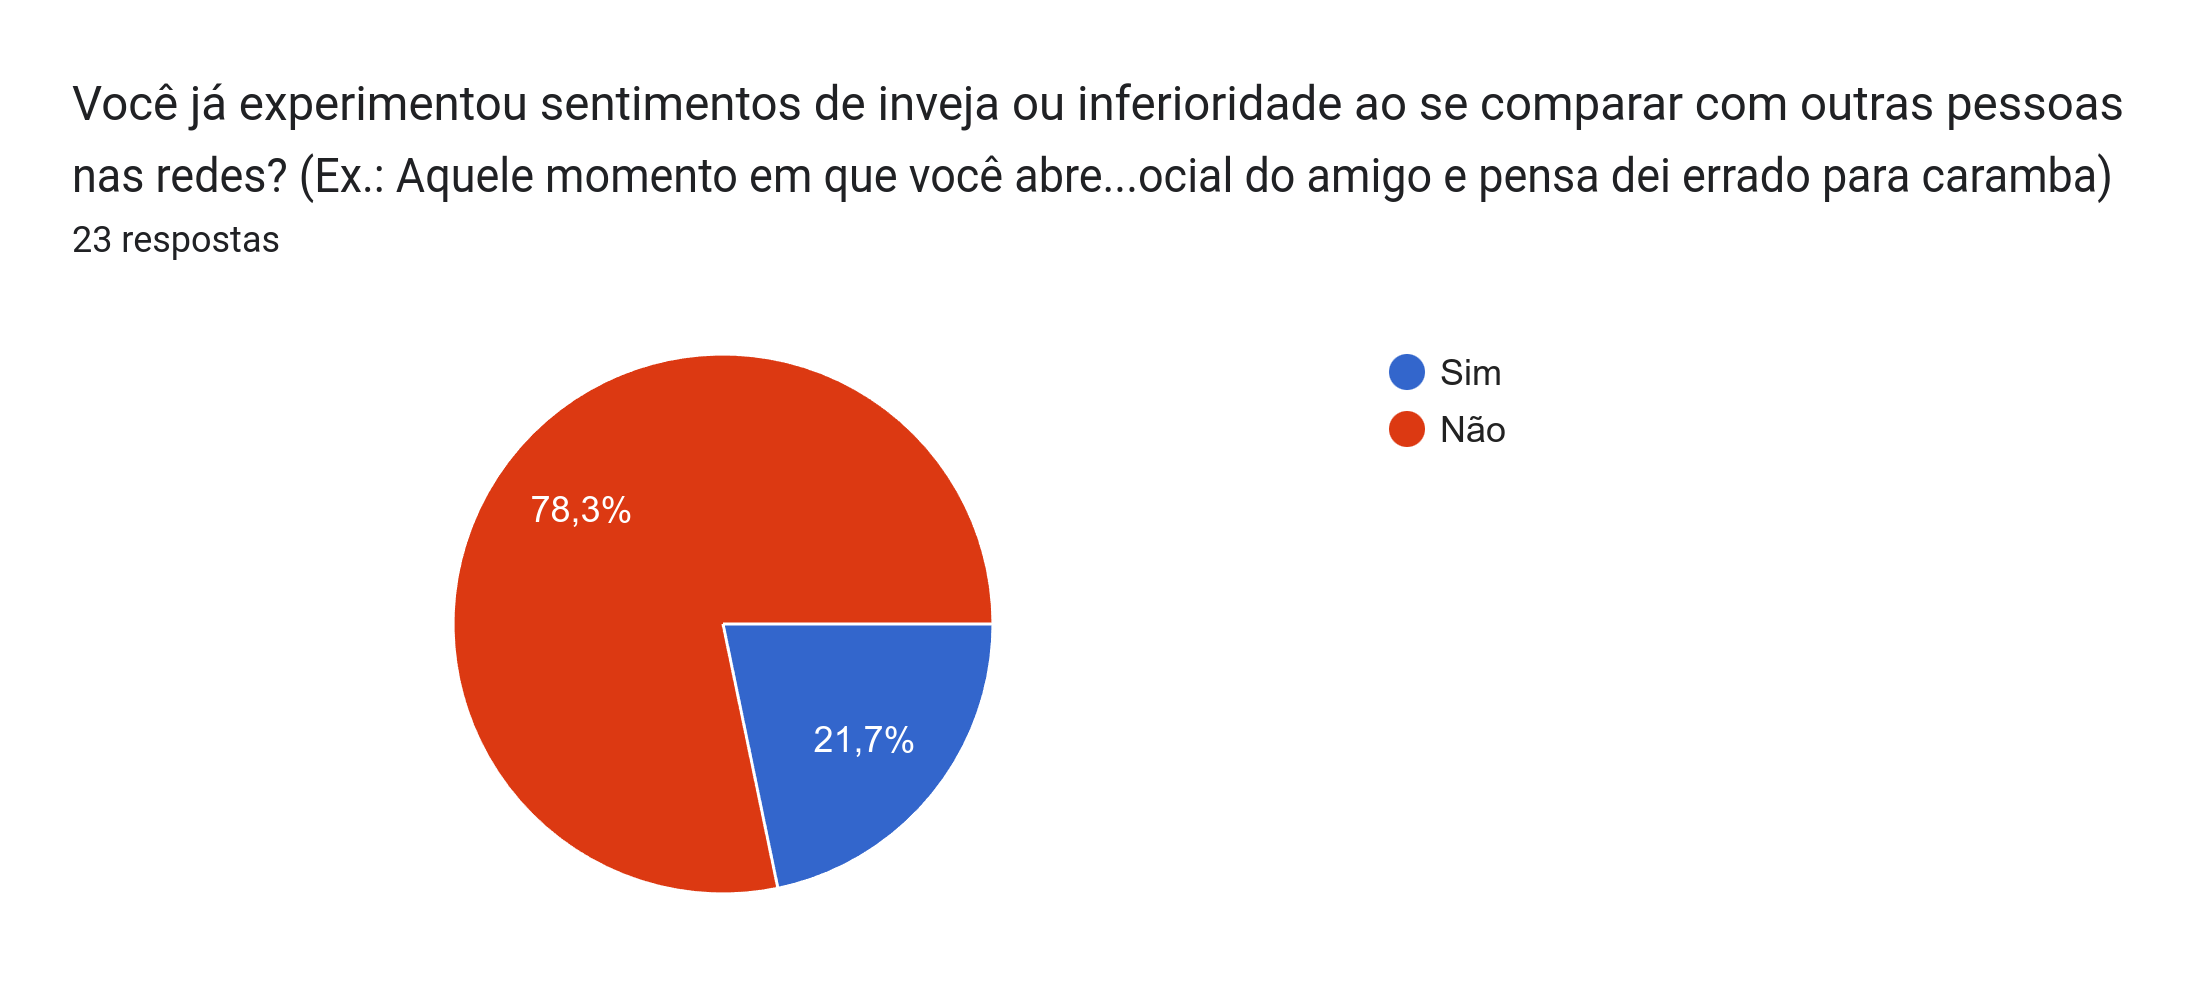 Você já experimentou sentimentos de inveja ou inferioridade ao se comparar com outras pessoas
nas redes? (Ex.: Aquele momento em que você abre...ocial do amigo e pensa dei errado para caramba)
23 respostas
Sim
Não
78,3%
21,7%